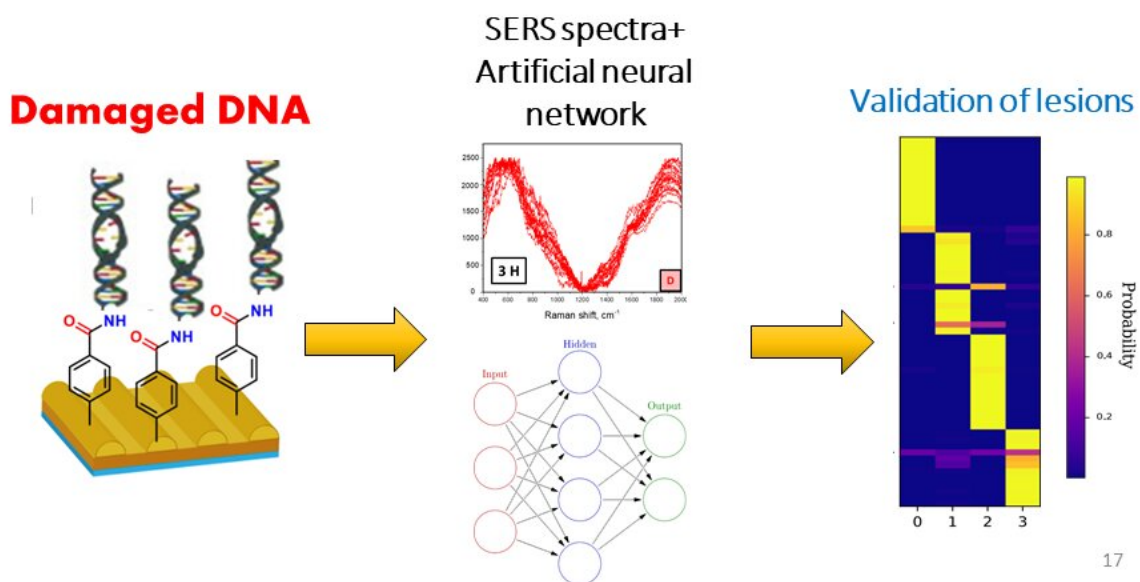 Damaged DNA
O
NH
O
NH
O
NH
SERS spectra+
Artificial neural
network
2500
2000
1500
1000
500
0
3 H
D
400 600 800 1000 1200 1400 1600 1800 2000
Raman shift, cm⁻¹
Hidden
Input
Output
Validation of lesions
0.8
0.6
0.4
0.2
Probability
0 1 2 3
17